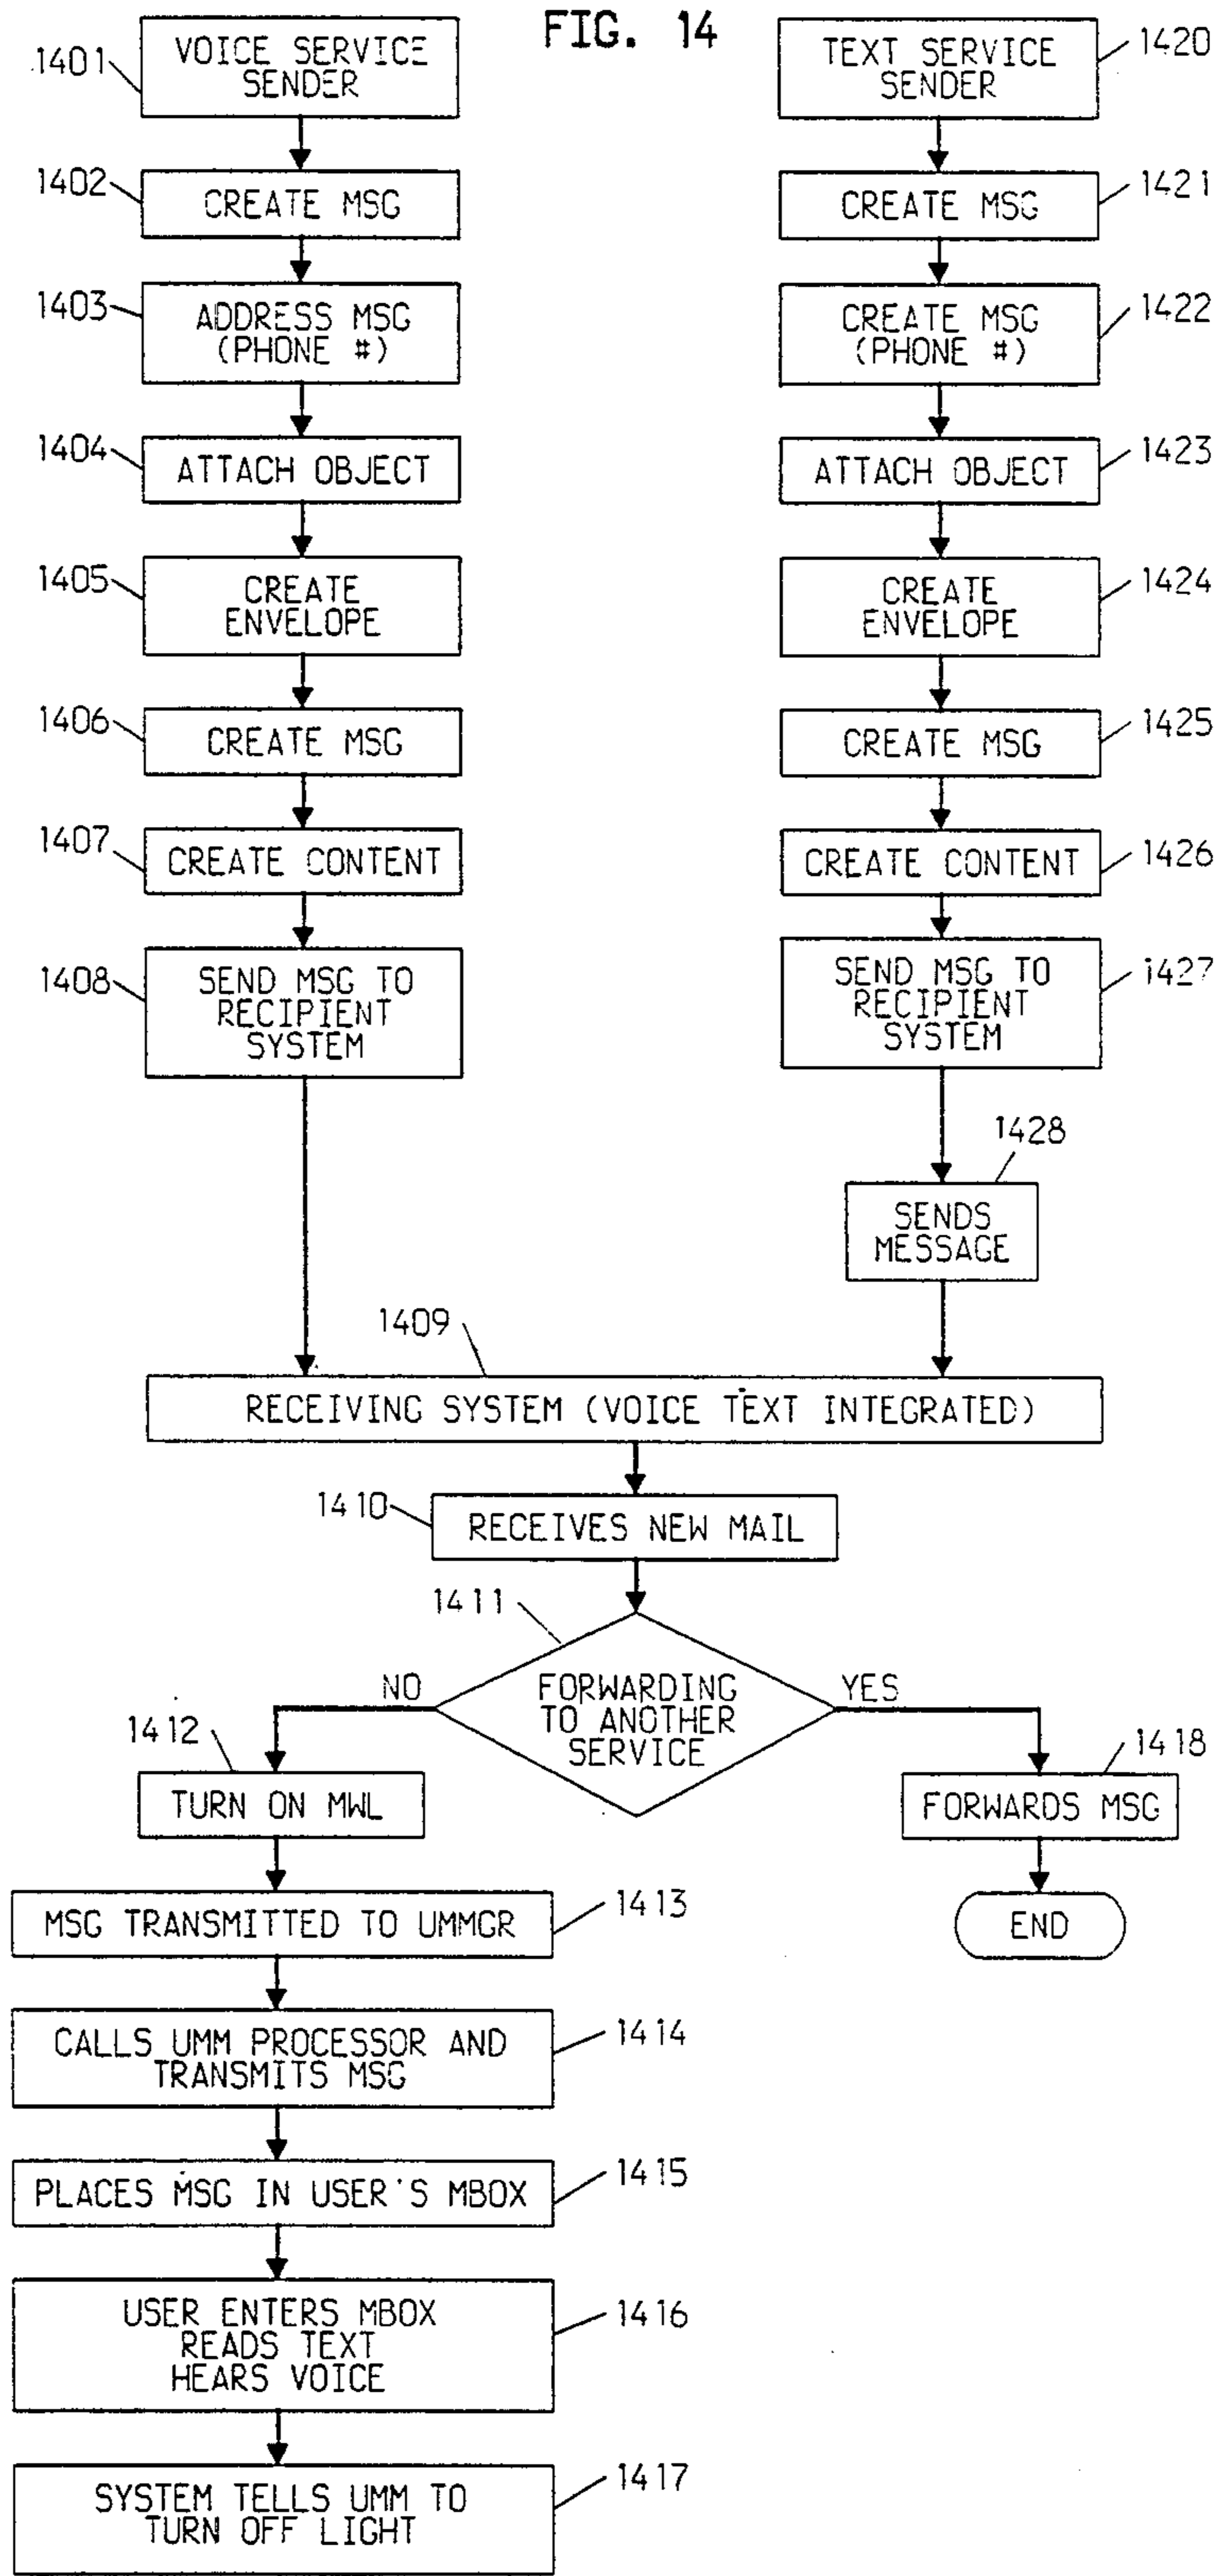 FIG. 14
1401
VOICE SERVICE
SENDER
1402
CREATE MSG
1403
ADDRESS MSG
(PHONE #)
1404
ATTACH OBJECT
1405
CREATE
ENVELOPE
1406
CREATE MSG
1407
CREATE CONTENT
1408
SEND MSG TO
RECIPIENT
SYSTEM
TEXT SERVICE
SENDER
1420
CREATE MSG
1421
CREATE MSG
(PHONE #)
1422
ATTACH OBJECT
1423
CREATE
ENVELOPE
1424
CREATE MSG
1425
CREATE CONTENT
1426
SEND MSG TO
RECIPIENT
SYSTEM
1427
1428
SENDS
MESSAGE
1409
RECEIVING SYSTEM (VOICE TEXT INTEGRATED)
1410
RECEIVES NEW MAIL
1411
FORWARDING
TO ANOTHER
SERVICE
NO
YES
1412
TURN ON MWL
1418
FORWARDS MSG
END
MSG TRANSMITTED TO UMMGR
1413
CALLS UMM PROCESSOR AND
TRANSMITS MSG
1414
PLACES MSG IN USER'S MBOX
1415
USER ENTERS MBOX
READS TEXT
HEARS VOICE
1416
SYSTEM TELLS UMM TO
TURN OFF LIGHT
1417